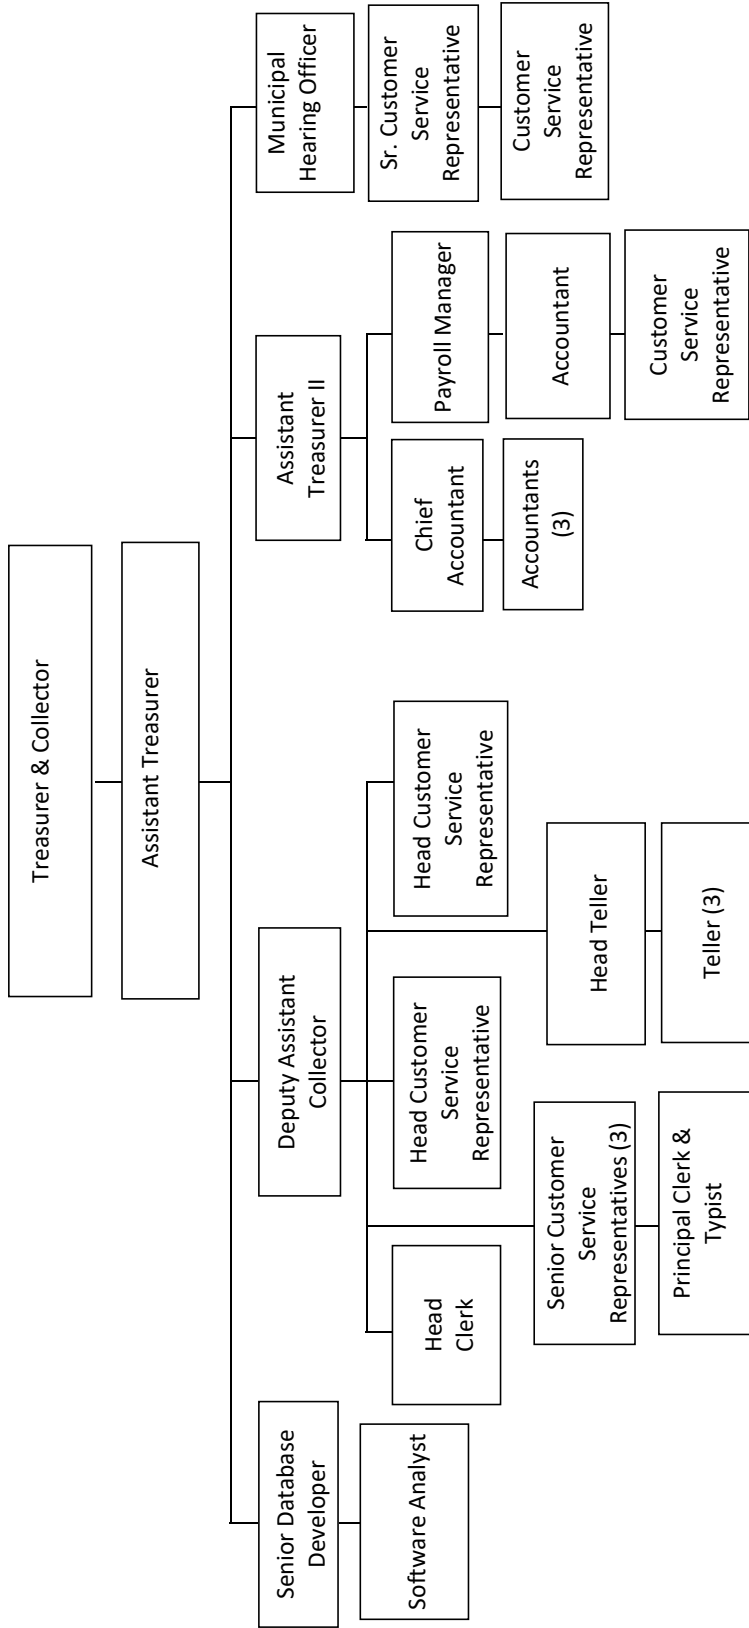 Treasurer & Collector
Assistant Treasurer
Senior Database
Developer
Software Analyst
Deputy Assistant
Collector
Head
Clerk
Head Customer
Service
Representative
Head Customer
Service
Representative
Senior Customer
Service
Representatives (3)
Principal Clerk &
Typist
Head Teller
Teller (3)
Assistant
Treasurer II
Chief
Accountant
Accountants
(3)
Payroll Manager
Accountant
Customer
Service
Representative
Municipal
Hearing Officer
Sr. Customer
Service
Representative
Customer
Service
Representative